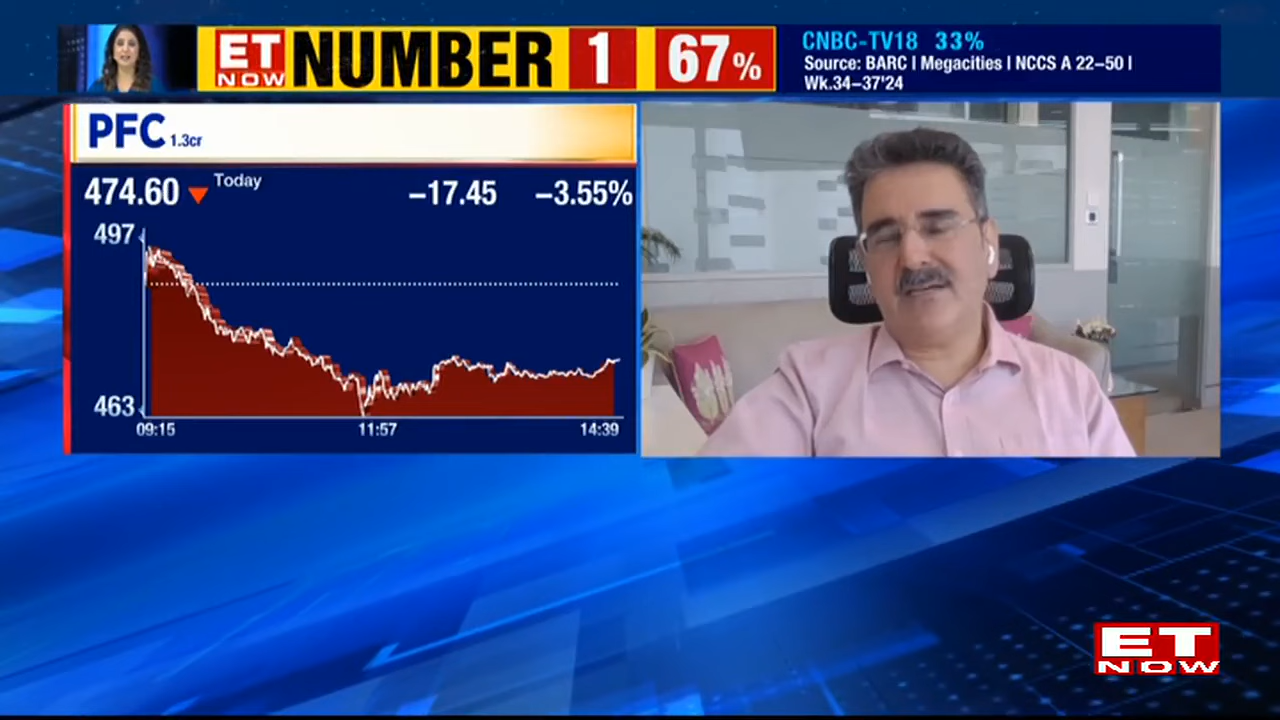 ET NOW NUMBER 1 67%
CNBC-TV18 33%
Source: BARC | Megacities | NCCS A 22–50 |
Wk.34–37'24
PFC 1.3cr
474.60 Today –17.45 –3.55%
497
463
09:15 11:57 14:39
ET
NOW